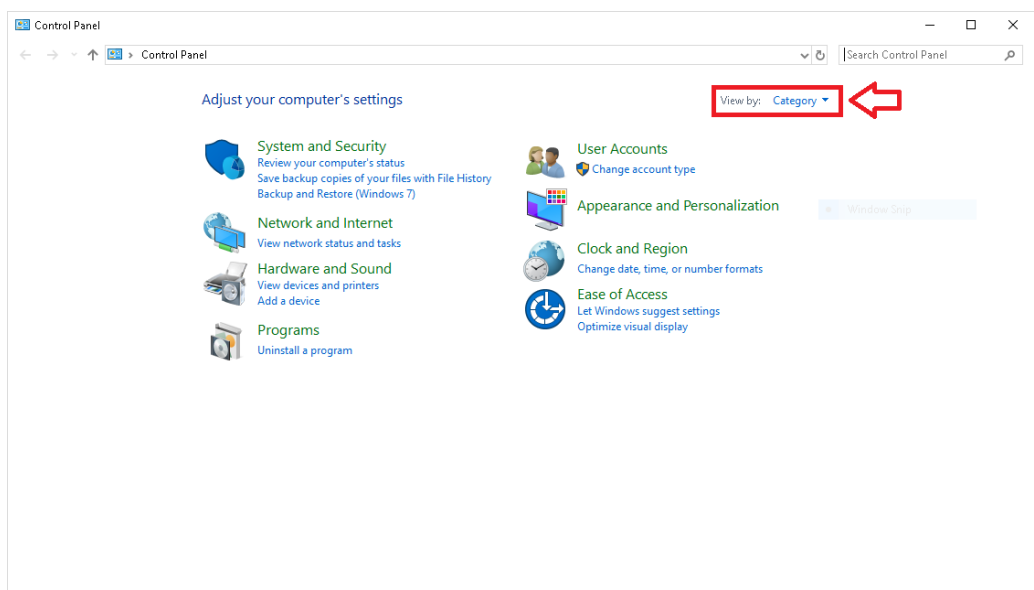 Control Panel
Control Panel
Search Control Panel
Adjust your computer's settings
View by: Category
System and Security
Review your computer's status
Save backup copies of your files with File History
Backup and Restore (Windows 7)
Network and Internet
View network status and tasks
Hardware and Sound
View devices and printers
Add a device
Programs
Uninstall a program
User Accounts
Change account type
Appearance and Personalization
Clock and Region
Change date, time, or number formats
Ease of Access
Let Windows suggest settings
Optimize visual display
Window Snip